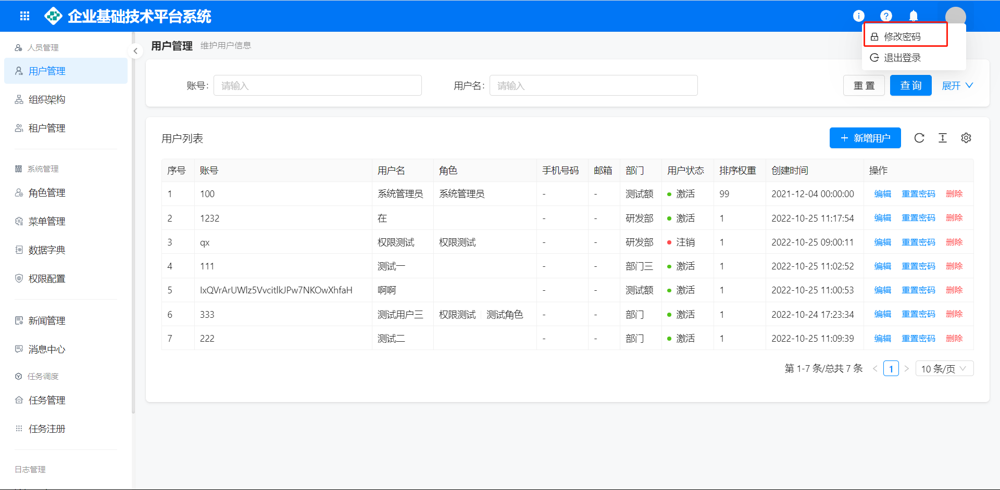 企业基础技术平台系统
修改密码
退出登录
人员管理
用户管理
组织架构
租户管理
系统管理
角色管理
菜单管理
数据字典
权限配置
新闻管理
消息中心
任务调度
任务管理
任务注册
日志管理
用户管理 维护用户信息
账号: 请输入 用户名: 请输入 重置 查询 展开
用户列表 + 新增用户
序号 账号 用户名 角色 手机号码 邮箱 部门 用户状态 排序权重 创建时间 操作
1 100 系统管理员 系统管理员 - - 测试额 激活 99 2021-12-04 00:00:00 编辑 重置密码 删除
2 1232 在 - - 研发部 激活 1 2022-10-25 11:17:54 编辑 重置密码 删除
3 qx 权限测试 权限测试 - - 研发部 注销 1 2022-10-25 09:00:11 编辑 重置密码 删除
4 111 测试一 - - 部门三 激活 1 2022-10-25 11:02:52 编辑 重置密码 删除
5 IxQVrArUWlz5VvcitlkJPw7NKOwXhfaH 啊啊 - - 测试额 激活 1 2022-10-25 11:00:53 编辑 重置密码 删除
6 333 测试用户三 权限测试 测试角色 - - 部门 激活 1 2022-10-24 17:23:34 编辑 重置密码 删除
7 222 测试二 - - 部门 激活 1 2022-10-25 11:09:39 编辑 重置密码 删除
第 1-7 条/总共 7 条 < 1 > 10 条/页